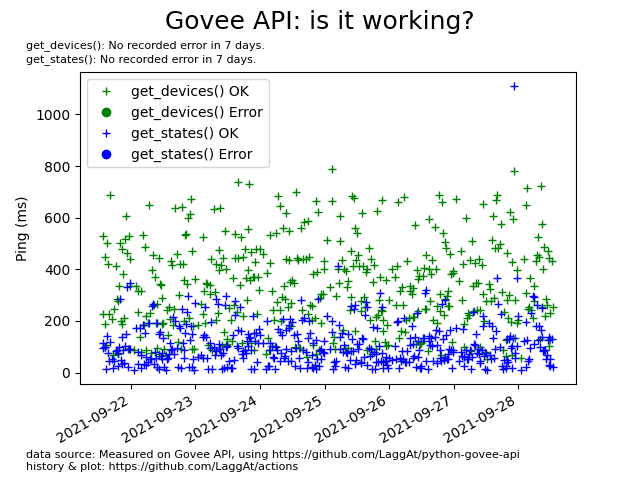 Govee API: is it working?
get_devices(): No recorded error in 7 days.
get_states(): No recorded error in 7 days.
get_devices() OK
get_devices() Error
get_states() OK
get_states() Error
Ping (ms)
1000
800
600
400
200
0
2021-09-22
2021-09-23
2021-09-24
2021-09-25
2021-09-26
2021-09-27
2021-09-28
data source: Measured on Govee API, using https://github.com/LaggAt/python-govee-api
history & plot: https://github.com/LaggAt/actions